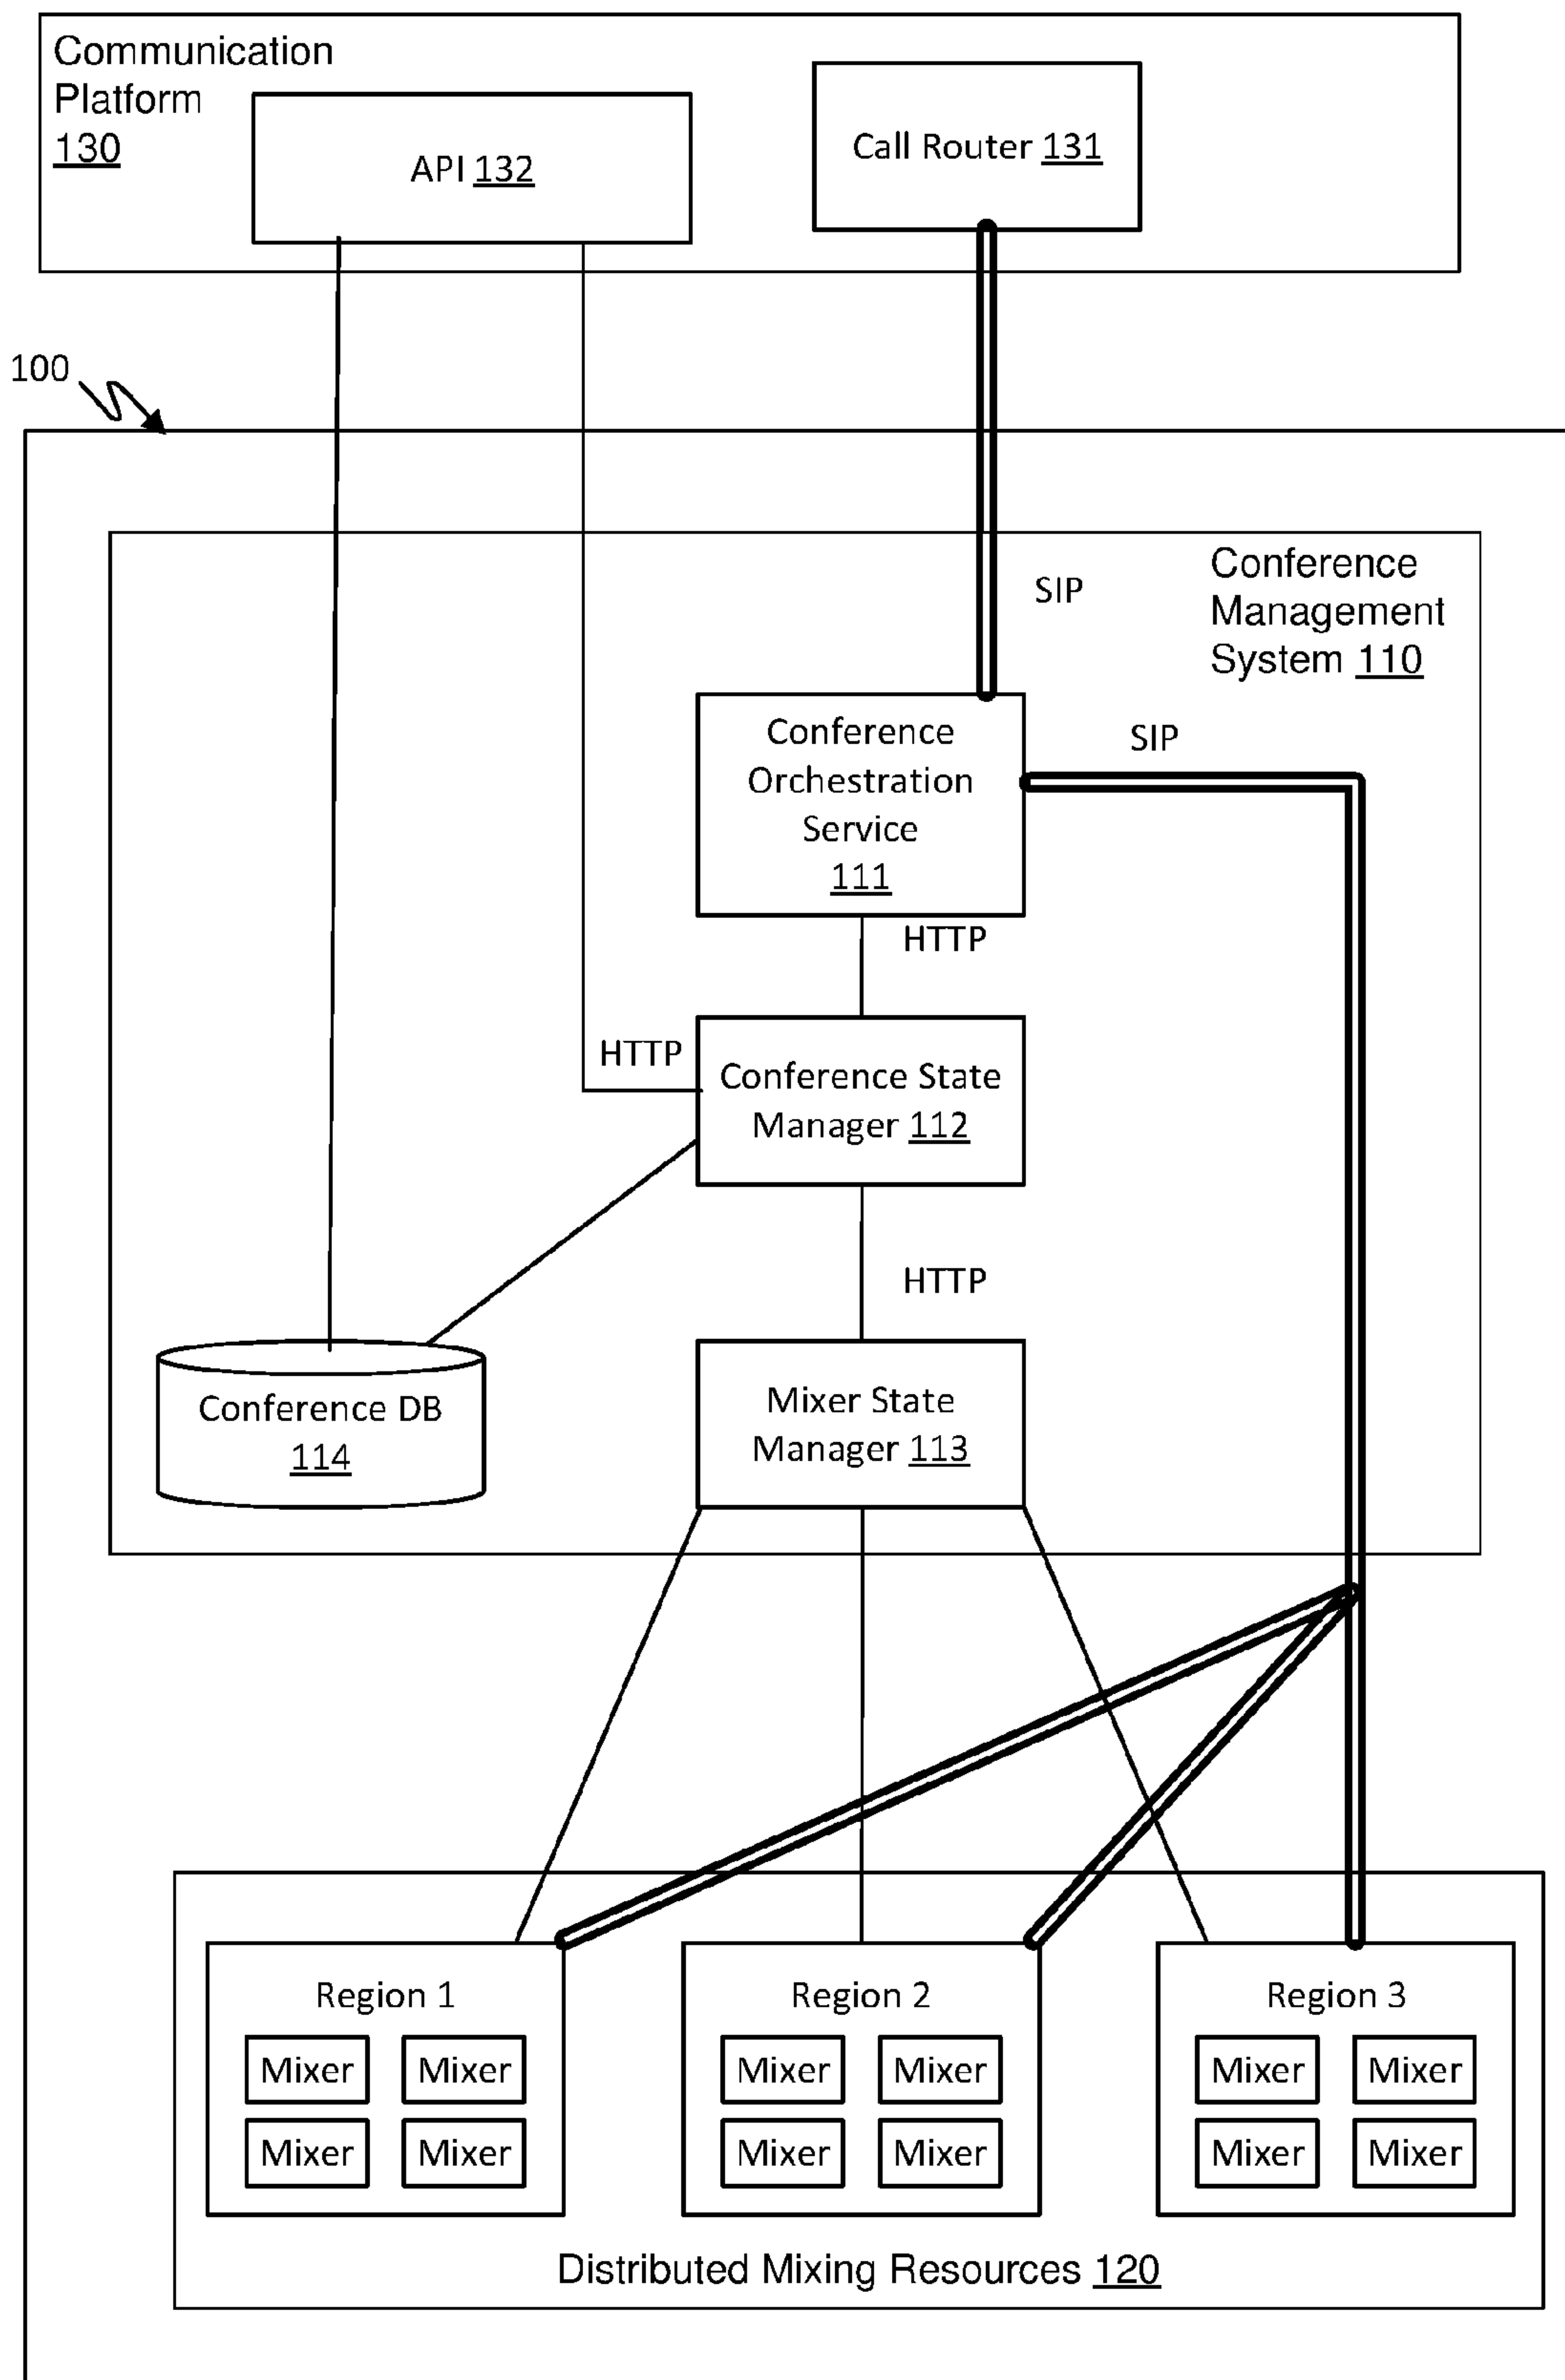 Communication
Platform
130
API 132
Call Router 131
100
SIP
Conference
Management
System 110
Conference
Orchestration
Service
111
SIP
HTTP
HTTP
Conference State
Manager 112
HTTP
Conference DB
114
Mixer State
Manager 113
Region 1
Mixer Mixer
Mixer Mixer
Region 2
Mixer Mixer
Mixer Mixer
Region 3
Mixer Mixer
Mixer Mixer
Distributed Mixing Resources 120